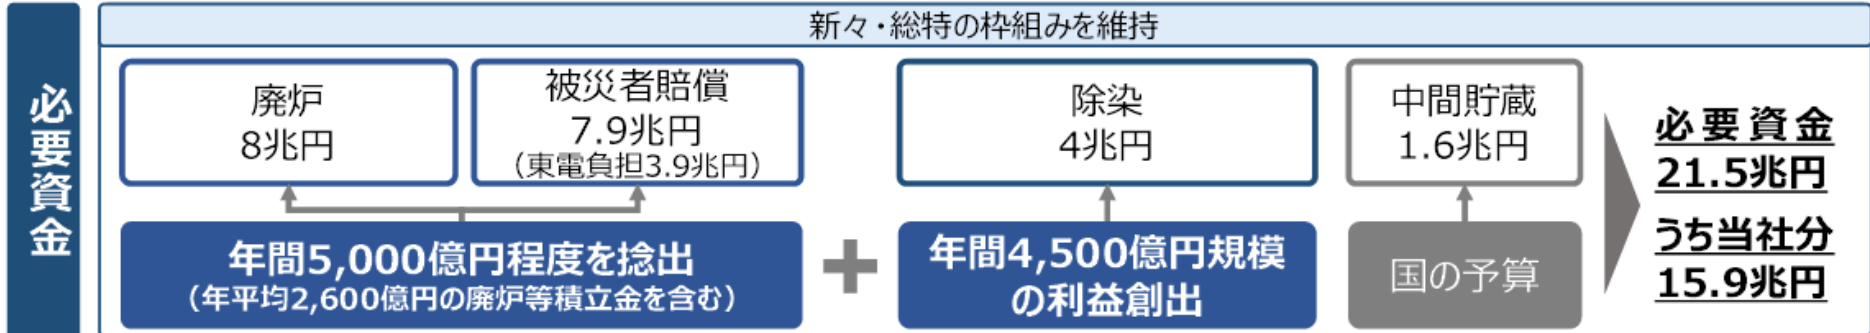 必要資金
新々・総特の枠組みを維持
廃炉
8兆円
被災者賠償
7.9兆円
（東電負担3.9兆円）
除染
4兆円
中間貯蔵
1.6兆円
年間5,000億円程度を捻出
（年平均2,600億円の廃炉等積立金を含む）
+
年間4,500億円規模
の利益創出
国の予算
必要資金
21.5兆円
うち当社分
15.9兆円